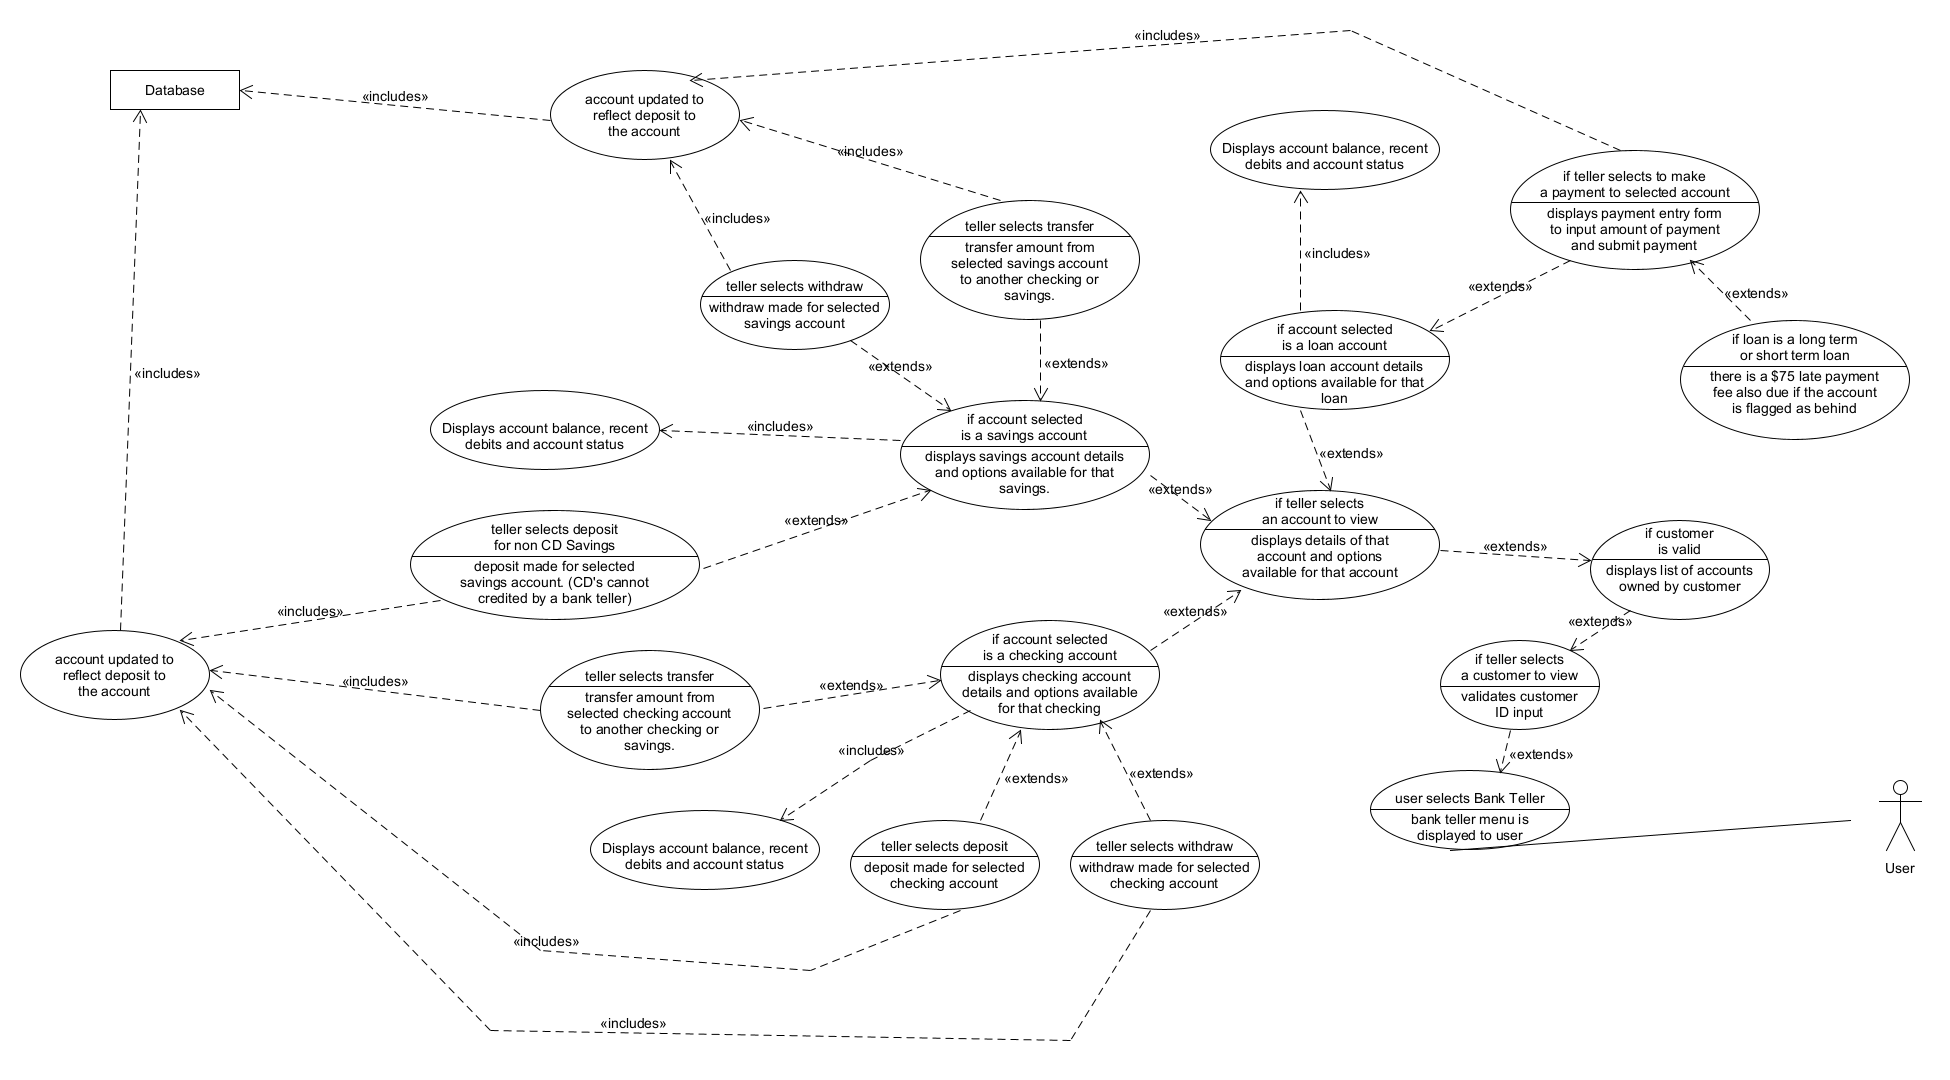 «includes»
Database
«includes»
account updated to
reflect deposit to
the account
«includes»
Displays account balance, recent
debits and account status
if teller selects to make
a payment to selected account
displays payment entry form
to input amount of payment
and submit payment
«includes»
teller selects transfer
transfer amount from
selected savings account
to another checking or
savings.
«includes»
«extends»
«extends»
teller selects withdraw
withdraw made for selected
savings account
if account selected
is a loan account
displays loan account details
and options available for that
loan
if loan is a long term
or short term loan
there is a $75 late payment
fee also due if the account
is flagged as behind
«includes»
«extends»
«extends»
Displays account balance, recent
debits and account status
«includes»
if account selected
is a savings account
displays savings account details
and options available for that
savings.
«extends»
«extends»
«extends»
teller selects deposit
for non CD Savings
deposit made for selected
savings account. (CD's cannot
credited by a bank teller)
if teller selects
an account to view
displays details of that
account and options
available for that account
«extends»
if customer
is valid
displays list of accounts
owned by customer
«includes»
«extends»
«extends»
account updated to
reflect deposit to
the account
«includes»
teller selects transfer
transfer amount from
selected checking account
to another checking or
savings.
«extends»
if account selected
is a checking account
displays checking account
details and options available
for that checking
if teller selects
a customer to view
validates customer
ID input
«includes»
«extends»
«extends»
«extends»
user selects Bank Teller
bank teller menu is
displayed to user
Displays account balance, recent
debits and account status
teller selects deposit
deposit made for selected
checking account
teller selects withdraw
withdraw made for selected
checking account
User
«includes»
«includes»